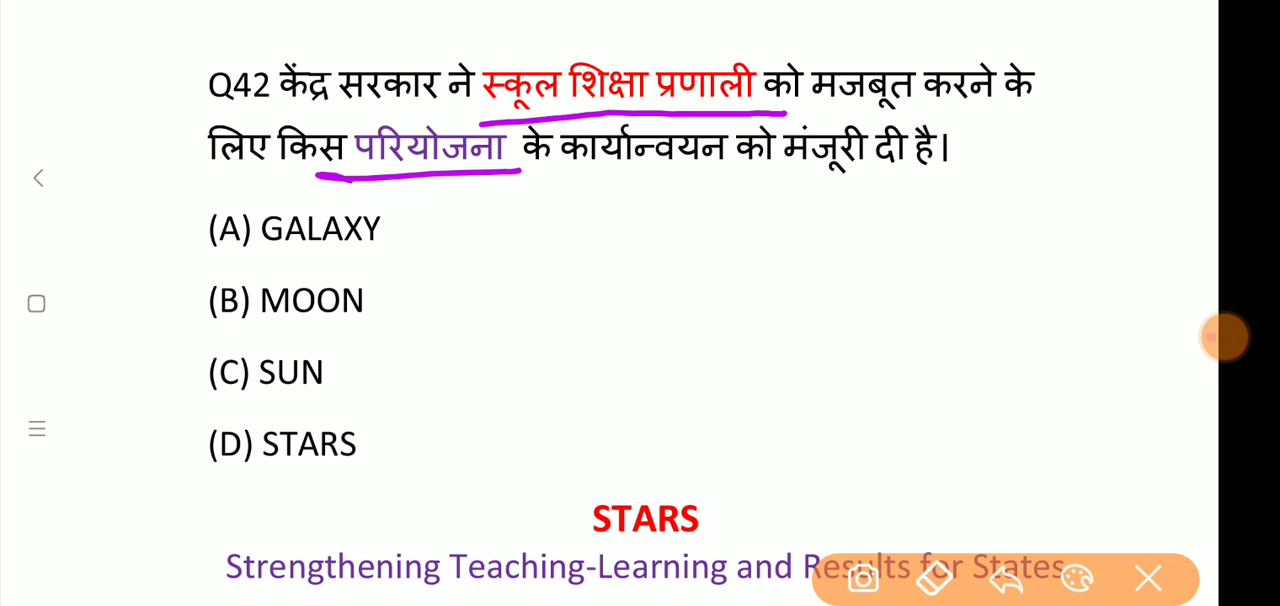 Q42 केंद्र सरकार ने स्कूल शिक्षा प्रणाली को मजबूत करने के
लिए किस परियोजना के कार्यान्वयन को मंजूरी दी है।
(A) GALAXY
(B) MOON
(C) SUN
(D) STARS
STARS
Strengthening Teaching-Learning and Results for States